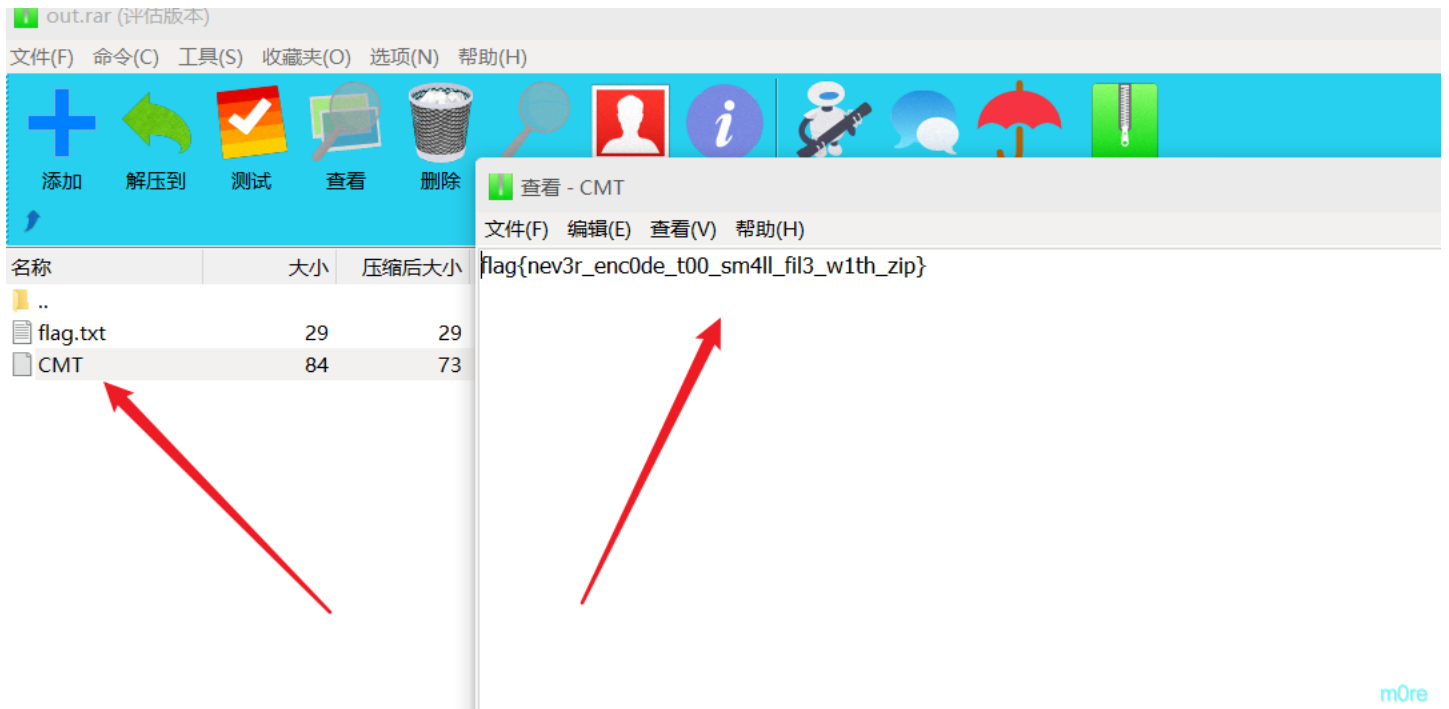 out.rar (评估版本)
文件(F) 命令(C) 工具(S) 收藏夹(O) 选项(N) 帮助(H)
添加 解压到 测试 查看 删除
查看 - CMT
文件(F) 编辑(E) 查看(V) 帮助(H)
名称 大小 压缩后大小
flag{nev3r_enc0de_t00_sm4ll_fil3_w1th_zip}
..
flag.txt 29 29
CMT 84 73
m0re